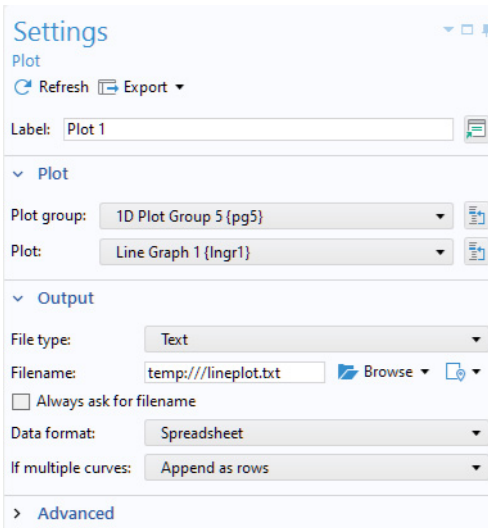 Settings
Plot
Refresh Export
Label: Plot 1
Plot
Plot group: 1D Plot Group 5 {pg5}
Plot: Line Graph 1 {lngr1}
Output
File type: Text
Filename: temp:///lineplot.txt Browse
Always ask for filename
Data format: Spreadsheet
If multiple curves: Append as rows
Advanced